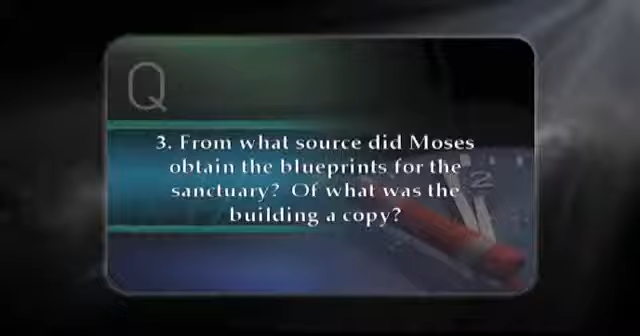 Q
3. From what source did Moses
obtain the blueprints for the
sanctuary? Of what was the
building a copy?